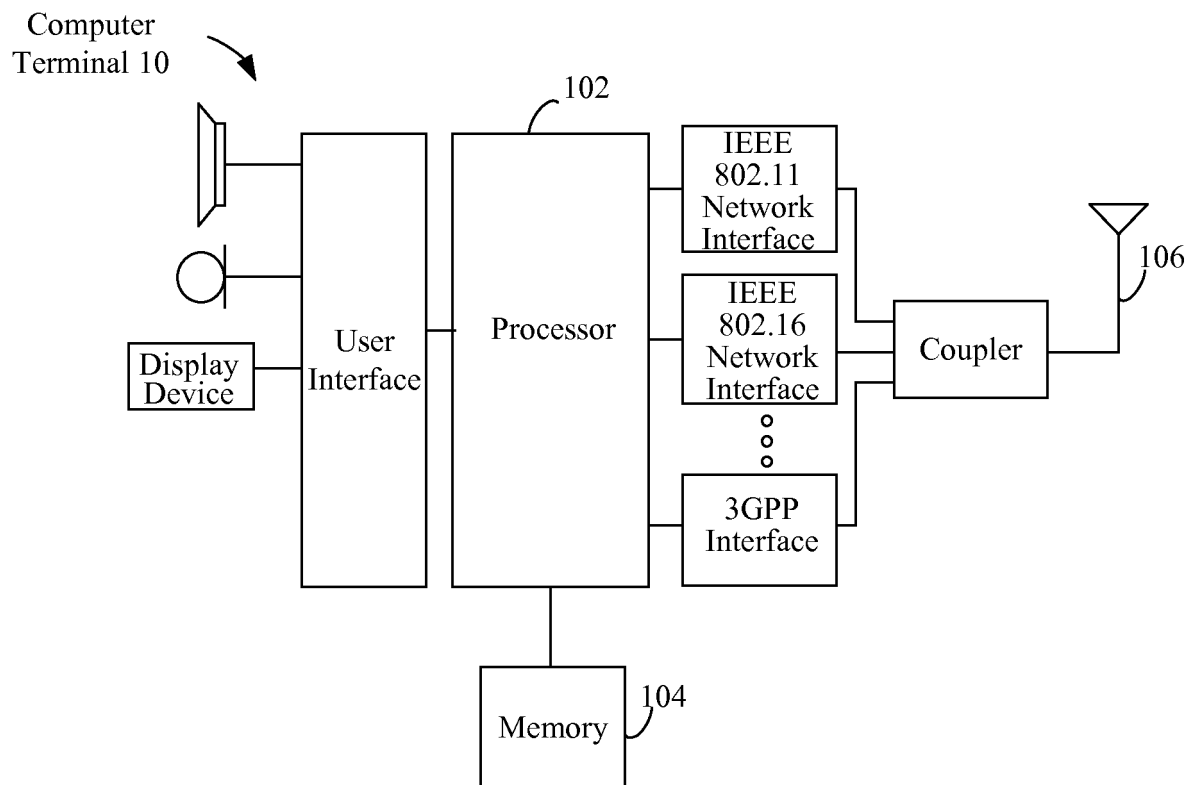 Computer
Terminal 10
102
IEEE
802.11
Network
Interface
106
IEEE
802.16
Network
Interface
User
Interface
Processor
Coupler
Display
Device
3GPP
Interface
104
Memory